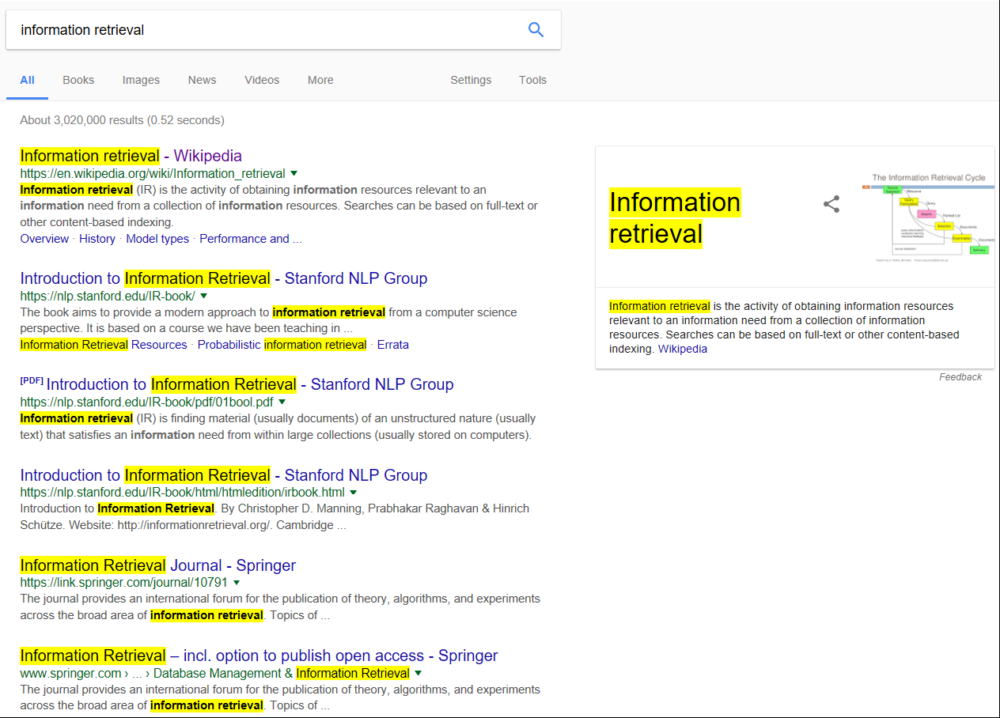 information retrieval
All Books Images News Videos More Settings Tools
About 3,020,000 results (0.52 seconds)
Information retrieval - Wikipedia
https://en.wikipedia.org/wiki/Information_retrieval
Information retrieval (IR) is the activity of obtaining information resources relevant to an
information need from a collection of information resources. Searches can be based on full-text or
other content-based indexing.
Overview · History · Model types · Performance and ...
Introduction to Information Retrieval - Stanford NLP Group
https://nlp.stanford.edu/IR-book/
The book aims to provide a modern approach to information retrieval from a computer science
perspective. It is based on a course we have been teaching in ...
Information Retrieval Resources · Probabilistic information retrieval · Errata
[PDF] Introduction to Information Retrieval - Stanford NLP Group
https://nlp.stanford.edu/IR-book/pdf/01bool.pdf
Information retrieval (IR) is finding material (usually documents) of an unstructured nature (usually
text) that satisfies an information need from within large collections (usually stored on computers).
Introduction to Information Retrieval - Stanford NLP Group
https://nlp.stanford.edu/IR-book/html/htmledition/irbook.html
Introduction to Information Retrieval. By Christopher D. Manning, Prabhakar Raghavan & Hinrich
Schütze. Website: http://informationretrieval.org/. Cambridge ...
Information Retrieval Journal - Springer
https://link.springer.com/journal/10791
The journal provides an international forum for the publication of theory, algorithms, and experiments
across the broad area of information retrieval. Topics of ...
Information Retrieval – incl. option to publish open access - Springer
www.springer.com › ... › Database Management & Information Retrieval
The journal provides an international forum for the publication of theory, algorithms, and experiments
across the broad area of information retrieval. Topics of ...
Information
retrieval
The Information Retrieval Cycle
Source
Selection
Resource
Query
Formulation
Query
Search
Ranked List
Selection
Documents
Examination
Documents
Delivery
Information retrieval is the activity of obtaining information resources
relevant to an information need from a collection of information
resources. Searches can be based on full-text or other content-based
indexing. Wikipedia
Feedback